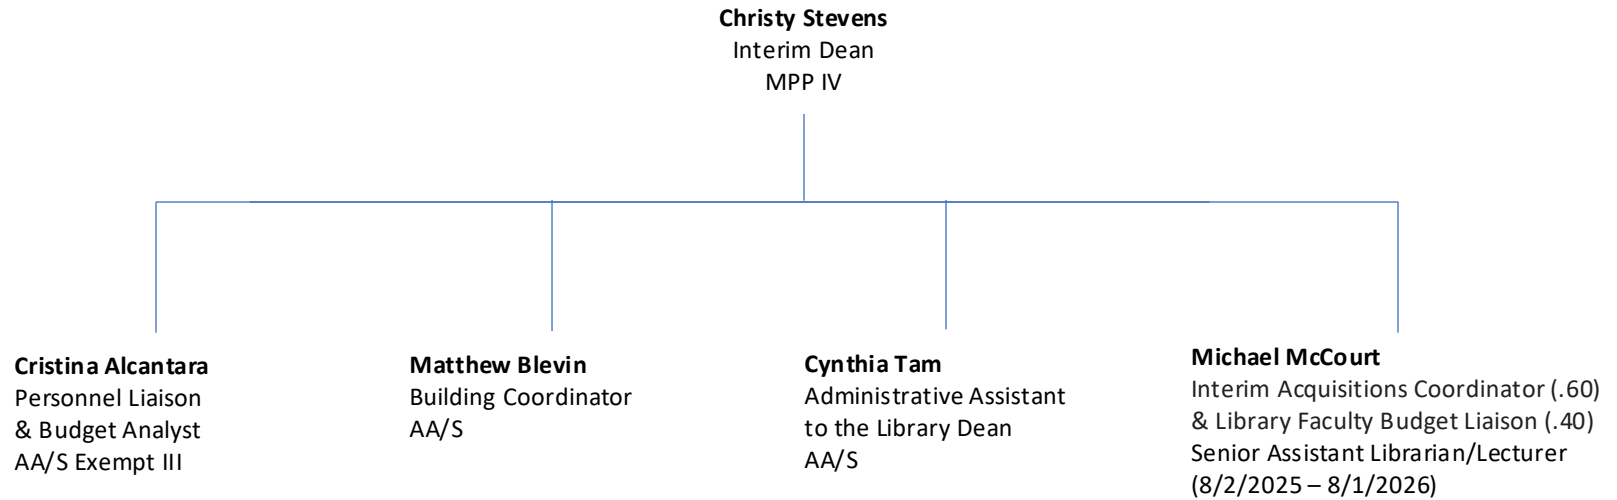 Christy Stevens
Interim Dean
MPP IV
Cristina Alcantara
Personnel Liaison
& Budget Analyst
AA/S Exempt III
Matthew Blevin
Building Coordinator
AA/S
Cynthia Tam
Administrative Assistant
to the Library Dean
AA/S
Michael McCourt
Interim Acquisitions Coordinator (.60)
& Library Faculty Budget Liaison (.40)
Senior Assistant Librarian/Lecturer
(8/2/2025 – 8/1/2026)